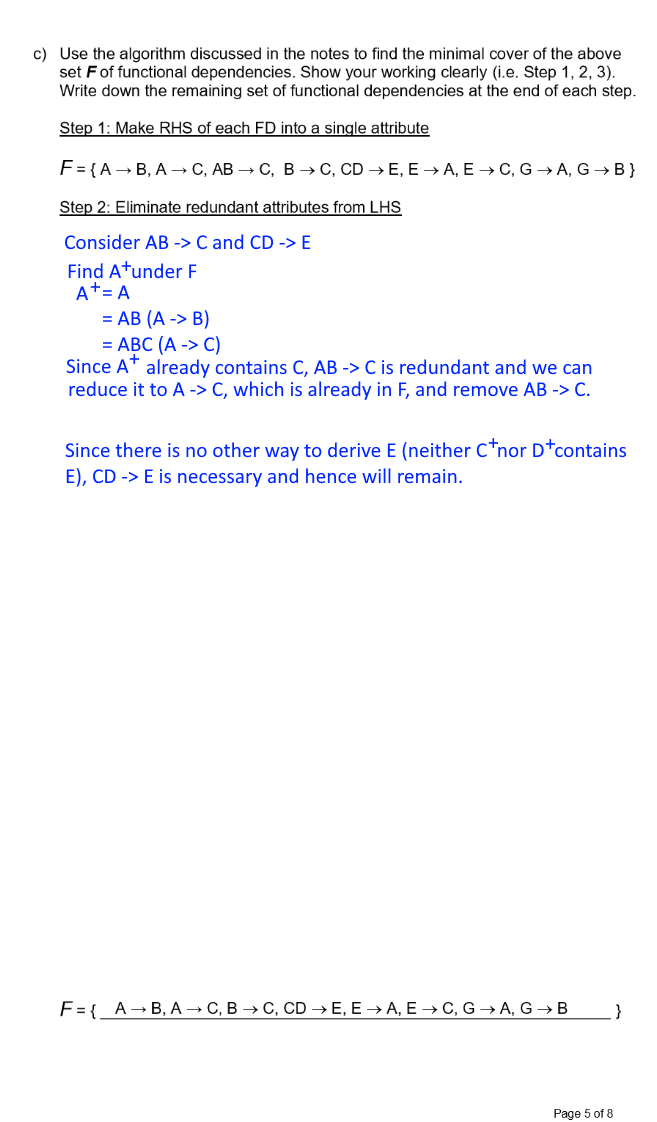 c) Use the algorithm discussed in the notes to find the minimal cover of the above
set F of functional dependencies. Show your working clearly (i.e. Step 1, 2, 3).
Write down the remaining set of functional dependencies at the end of each step.
Step 1: Make RHS of each FD into a single attribute
F = { A → B, A → C, AB → C, B → C, CD → E, E → A, E → C, G → A, G → B }
Step 2: Eliminate redundant attributes from LHS
Consider AB -> C and CD -> E
Find A⁺ under F
A⁺ = A
= AB (A -> B)
= ABC (A -> C)
Since A⁺ already contains C, AB -> C is redundant and we can
reduce it to A -> C, which is already in F, and remove AB -> C.
Since there is no other way to derive E (neither C⁺ nor D⁺ contains
E), CD -> E is necessary and hence will remain.
F = { A → B, A → C, B → C, CD → E, E → A, E → C, G → A, G → B }
Page 5 of 8